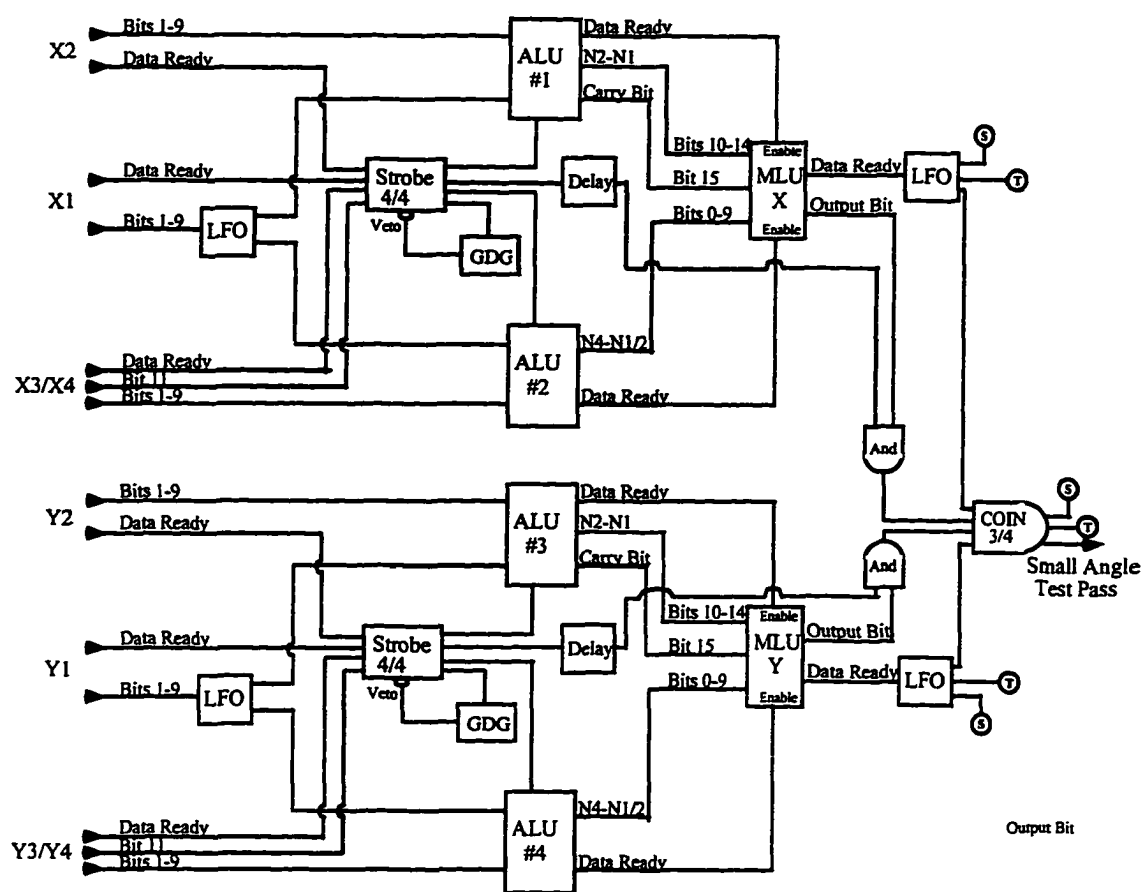 Bits 1-9
Data Ready
X2
Data Ready
ALU
#1
N2-N1
Carry Bit
Data Ready
X1
Bits 1-9
LFO
Strobe
4/4
Veto
GDG
Delay
Bits 10-14
Bit 15
Bits 0-9
Enable
MLU
X
Enable
Data Ready
Output Bit
LFO
S
T
Data Ready
X3/X4
Bit 11
Bits 1-9
ALU
#2
N4-N1/2
Data Ready
And
Bits 1-9
Y2
Data Ready
ALU
#3
Data Ready
N2-N1
Carry Bit
S
COIN
3/4
T
Small Angle
Test Pass
And
Data Ready
Y1
Bits 1-9
LFO
Strobe
4/4
Veto
GDG
Delay
Bits 10-14
Bit 15
Bits 0-9
Enable
MLU
Y
Enable
Output Bit
Data Ready
LFO
T
S
Data Ready
Y3/Y4
Bit 11
Bits 1-9
ALU
#4
N4-N1/2
Data Ready
Output Bit